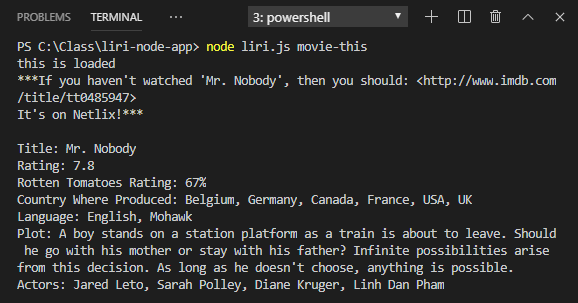 PROBLEMS TERMINAL ... 3: powershell
PS C:\Class\liri-node-app> node liri.js movie-this
this is loaded
***If you haven't watched 'Mr. Nobody', then you should: <http://www.imdb.com
/title/tt0485947>
It's on Netlix!***
Title: Mr. Nobody
Rating: 7.8
Rotten Tomatoes Rating: 67%
Country Where Produced: Belgium, Germany, Canada, France, USA, UK
Language: English, Mohawk
Plot: A boy stands on a station platform as a train is about to leave. Should
he go with his mother or stay with his father? Infinite possibilities arise
from this decision. As long as he doesn't choose, anything is possible.
Actors: Jared Leto, Sarah Polley, Diane Kruger, Linh Dan Pham